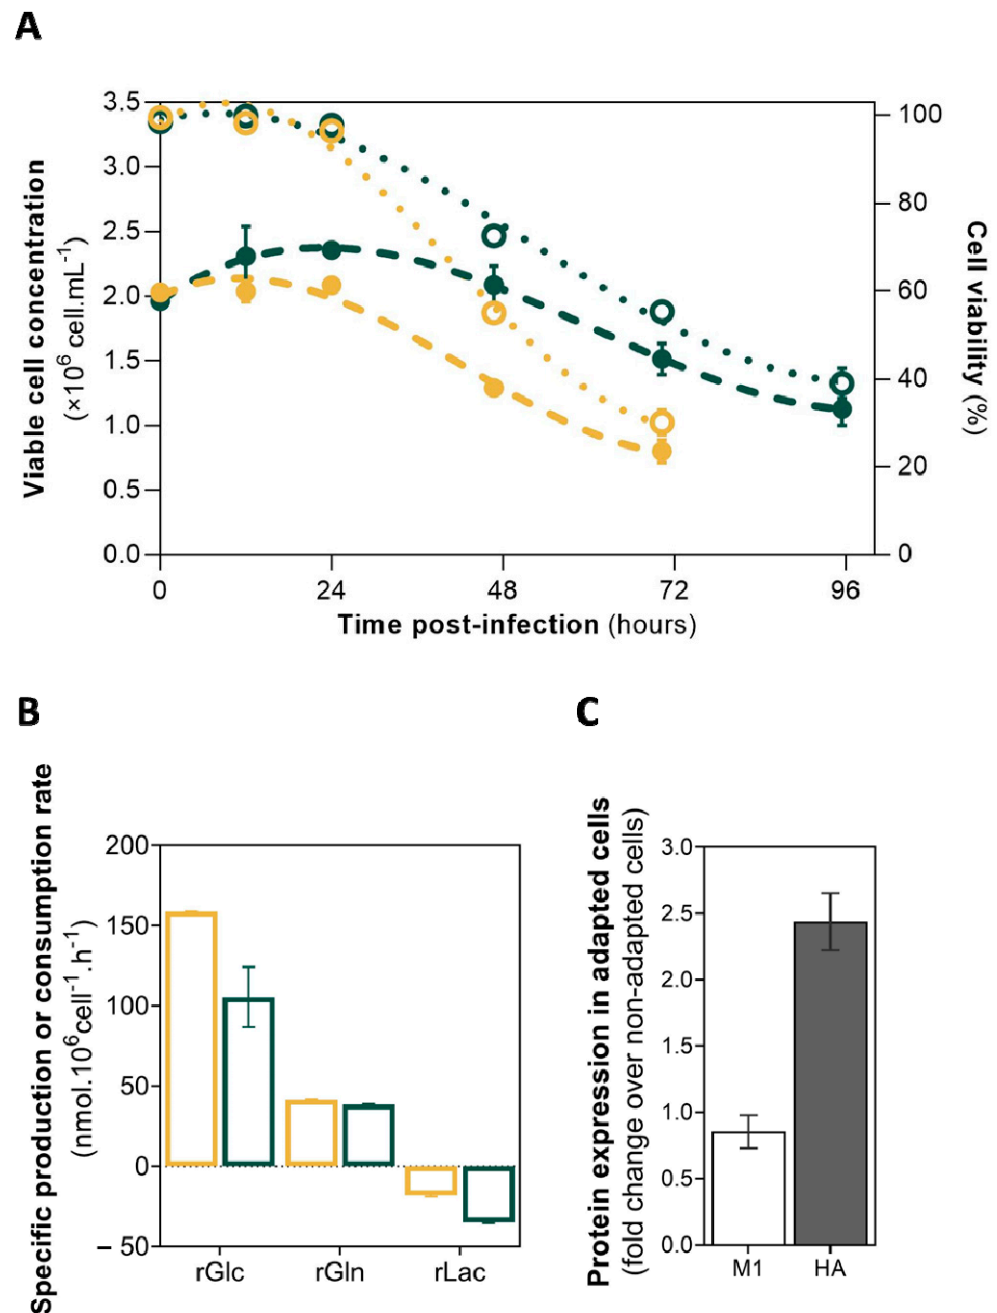 A
Viable cell concentration
(×10⁶ cell.mL⁻¹)
3.5
3.0
2.5
2.0
1.5
1.0
0.5
0.0
100
80
60
40
20
0
Cell viability (%)
0 24 48 72 96
Time post-infection (hours)
B
Specific production or consumption rate
(nmol.10⁶cell⁻¹.h⁻¹)
200
150
100
50
0
– 50
rGlc rGln rLac
C
Protein expression in adapted cells
(fold change over non-adapted cells)
3.0
2.5
2.0
1.5
1.0
0.5
0.0
M1 HA